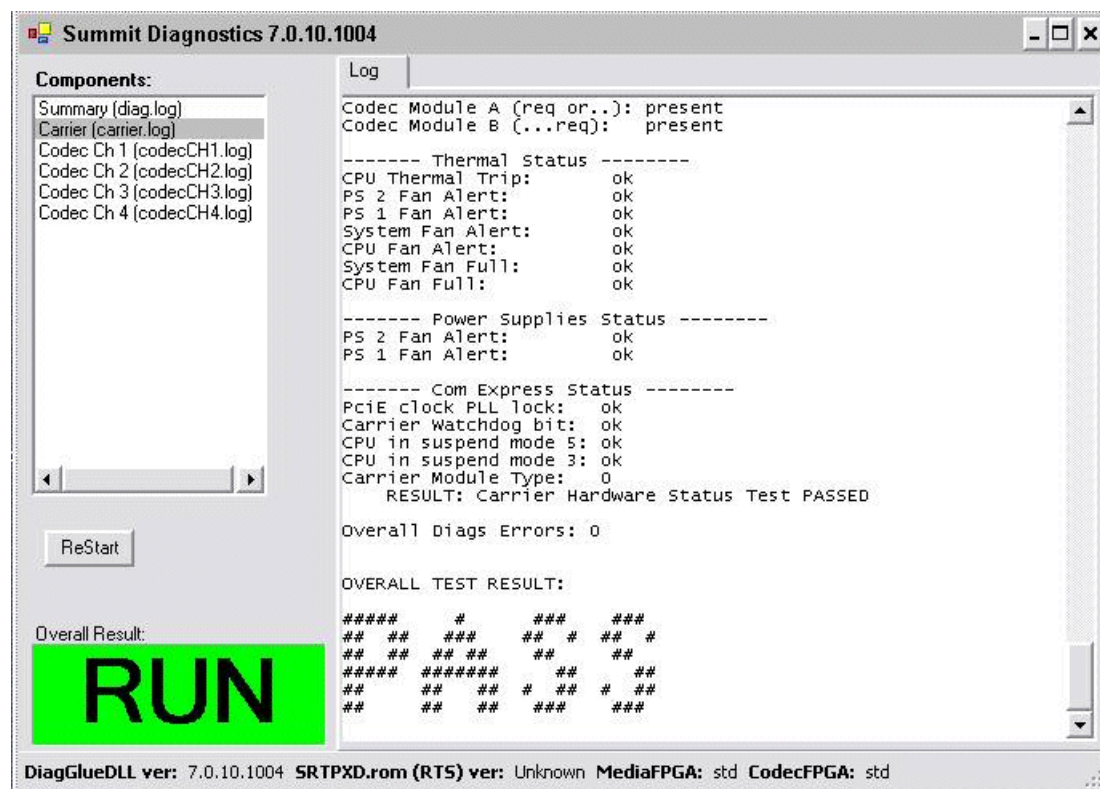 Summit Diagnostics 7.0.10.1004
Components:
Summary (diag.log)
Carrier (carrier.log)
Codec Ch 1 (codecCH1.log)
Codec Ch 2 (codecCH2.log)
Codec Ch 3 (codecCH3.log)
Codec Ch 4 (codecCH4.log)
ReStart
Overall Result:
RUN
Log
Codec Module A (req or..): present
Codec Module B (...req): present
------- Thermal Status --------
CPU Thermal Trip: ok
PS 2 Fan Alert: ok
PS 1 Fan Alert: ok
System Fan Alert: ok
CPU Fan Alert: ok
System Fan Full: ok
CPU Fan Full: ok
------- Power Supplies Status --------
PS 2 Fan Alert: ok
PS 1 Fan Alert: ok
------- Com Express Status --------
PciE clock PLL lock: ok
Carrier Watchdog bit: ok
CPU in suspend mode 5: ok
CPU in suspend mode 3: ok
Carrier Module Type: 0
RESULT: Carrier Hardware Status Test PASSED
Overall Diags Errors: 0
OVERALL TEST RESULT:
PASS
DiagGlueDLL ver: 7.0.10.1004 SRTPXD.rom (RTS) ver: Unknown MediaFPGA: std CodecFPGA: std